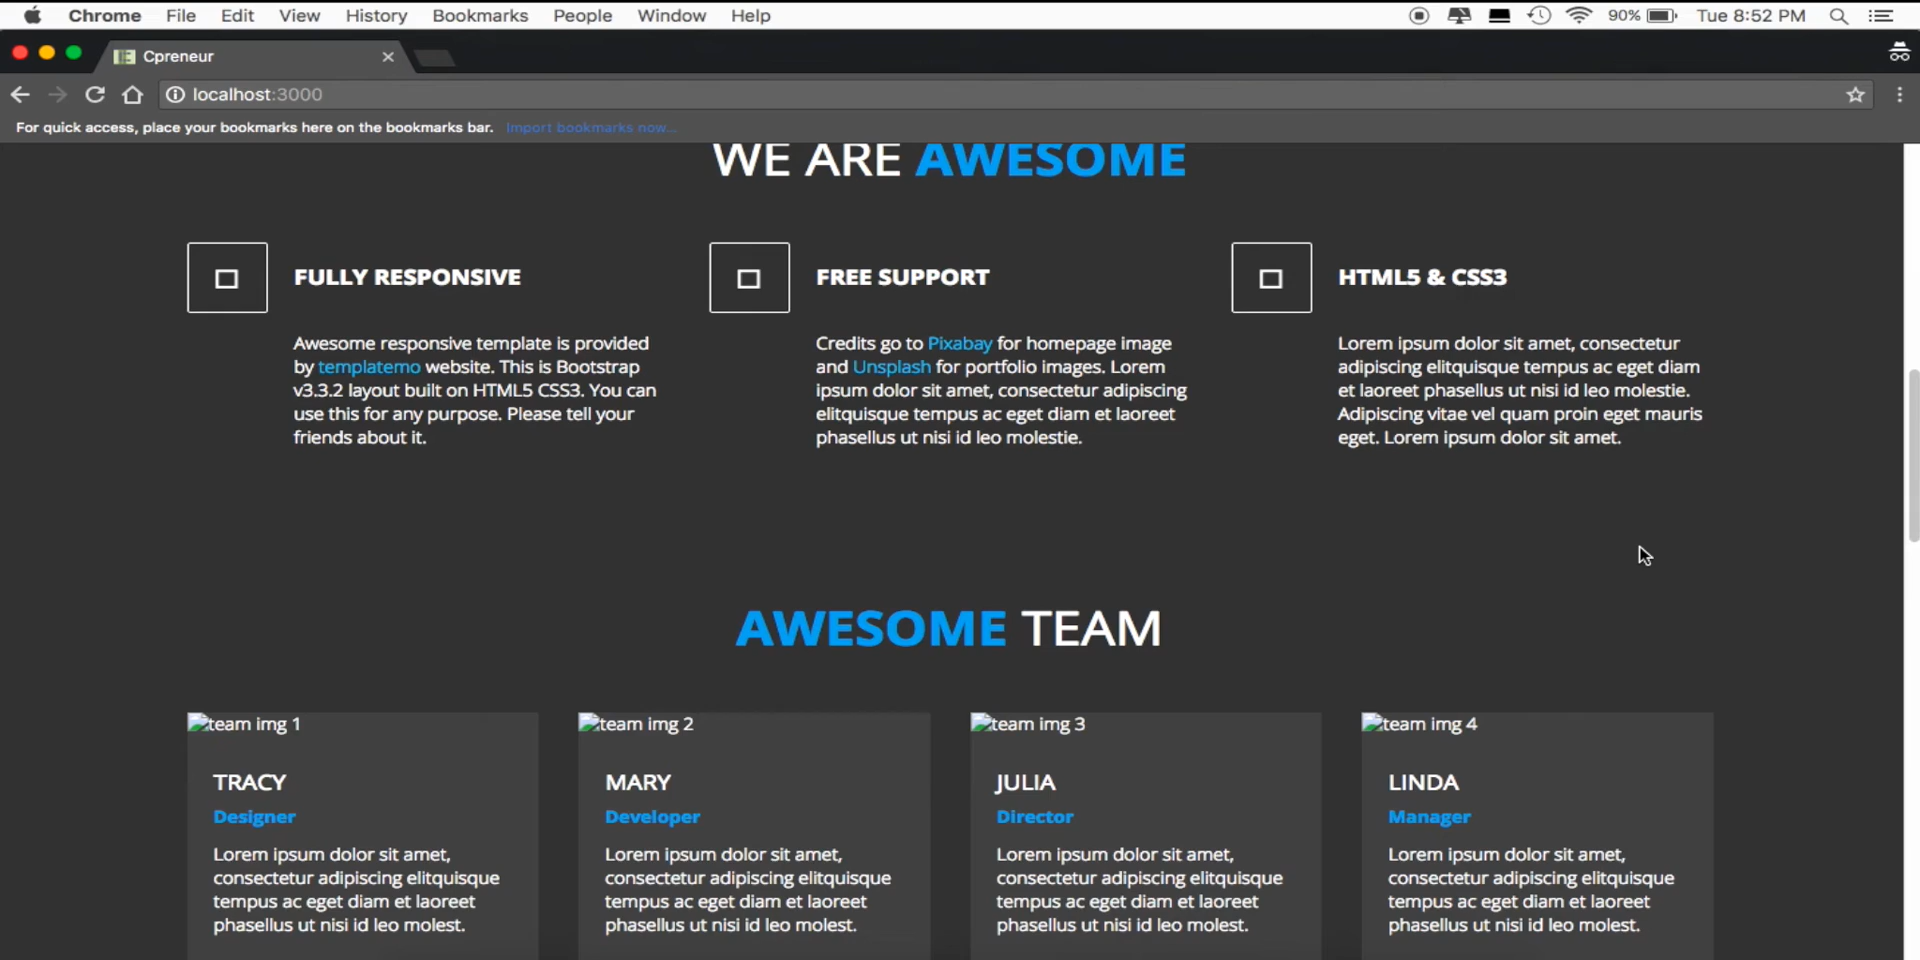 Chrome File Edit View History Bookmarks People Window Help 90% Tue 8:52 PM
Cpreneur
localhost:3000
For quick access, place your bookmarks here on the bookmarks bar. Import bookmarks now...
WE ARE AWESOME
FULLY RESPONSIVE
Awesome responsive template is provided
by templatemo website. This is Bootstrap
v3.3.2 layout built on HTML5 CSS3. You can
use this for any purpose. Please tell your
friends about it.
FREE SUPPORT
Credits go to Pixabay for homepage image
and Unsplash for portfolio images. Lorem
ipsum dolor sit amet, consectetur adipiscing
elitquisque tempus ac eget diam et laoreet
phasellus ut nisi id leo molestie.
HTML5 & CSS3
Lorem ipsum dolor sit amet, consectetur
adipiscing elitquisque tempus ac eget diam
et laoreet phasellus ut nisi id leo molestie.
Adipiscing vitae vel quam proin eget mauris
eget. Lorem ipsum dolor sit amet.
AWESOME TEAM
team img 1
TRACY
Designer
Lorem ipsum dolor sit amet,
consectetur adipiscing elitquisque
tempus ac eget diam et laoreet
phasellus ut nisi id leo molest.
team img 2
MARY
Developer
Lorem ipsum dolor sit amet,
consectetur adipiscing elitquisque
tempus ac eget diam et laoreet
phasellus ut nisi id leo molest.
team img 3
JULIA
Director
Lorem ipsum dolor sit amet,
consectetur adipiscing elitquisque
tempus ac eget diam et laoreet
phasellus ut nisi id leo molest.
team img 4
LINDA
Manager
Lorem ipsum dolor sit amet,
consectetur adipiscing elitquisque
tempus ac eget diam et laoreet
phasellus ut nisi id leo molest.